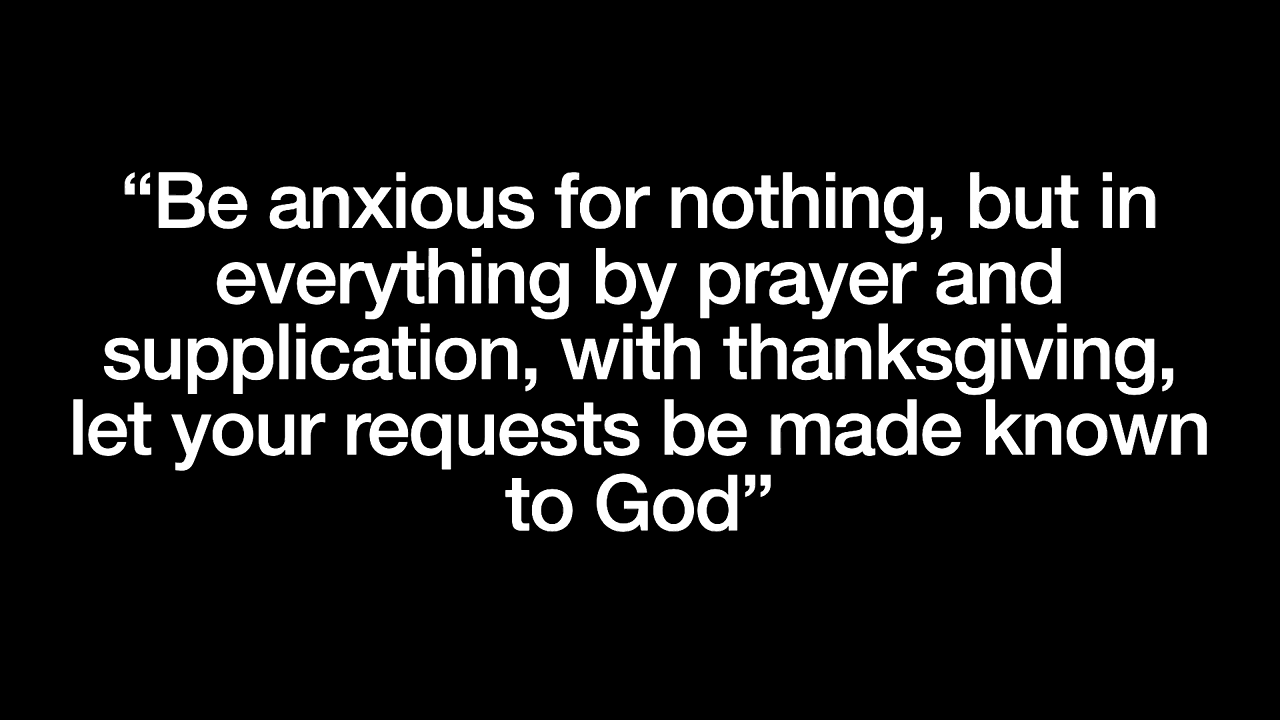 “Be anxious for nothing, but in
everything by prayer and
supplication, with thanksgiving,
let your requests be made known
to God”